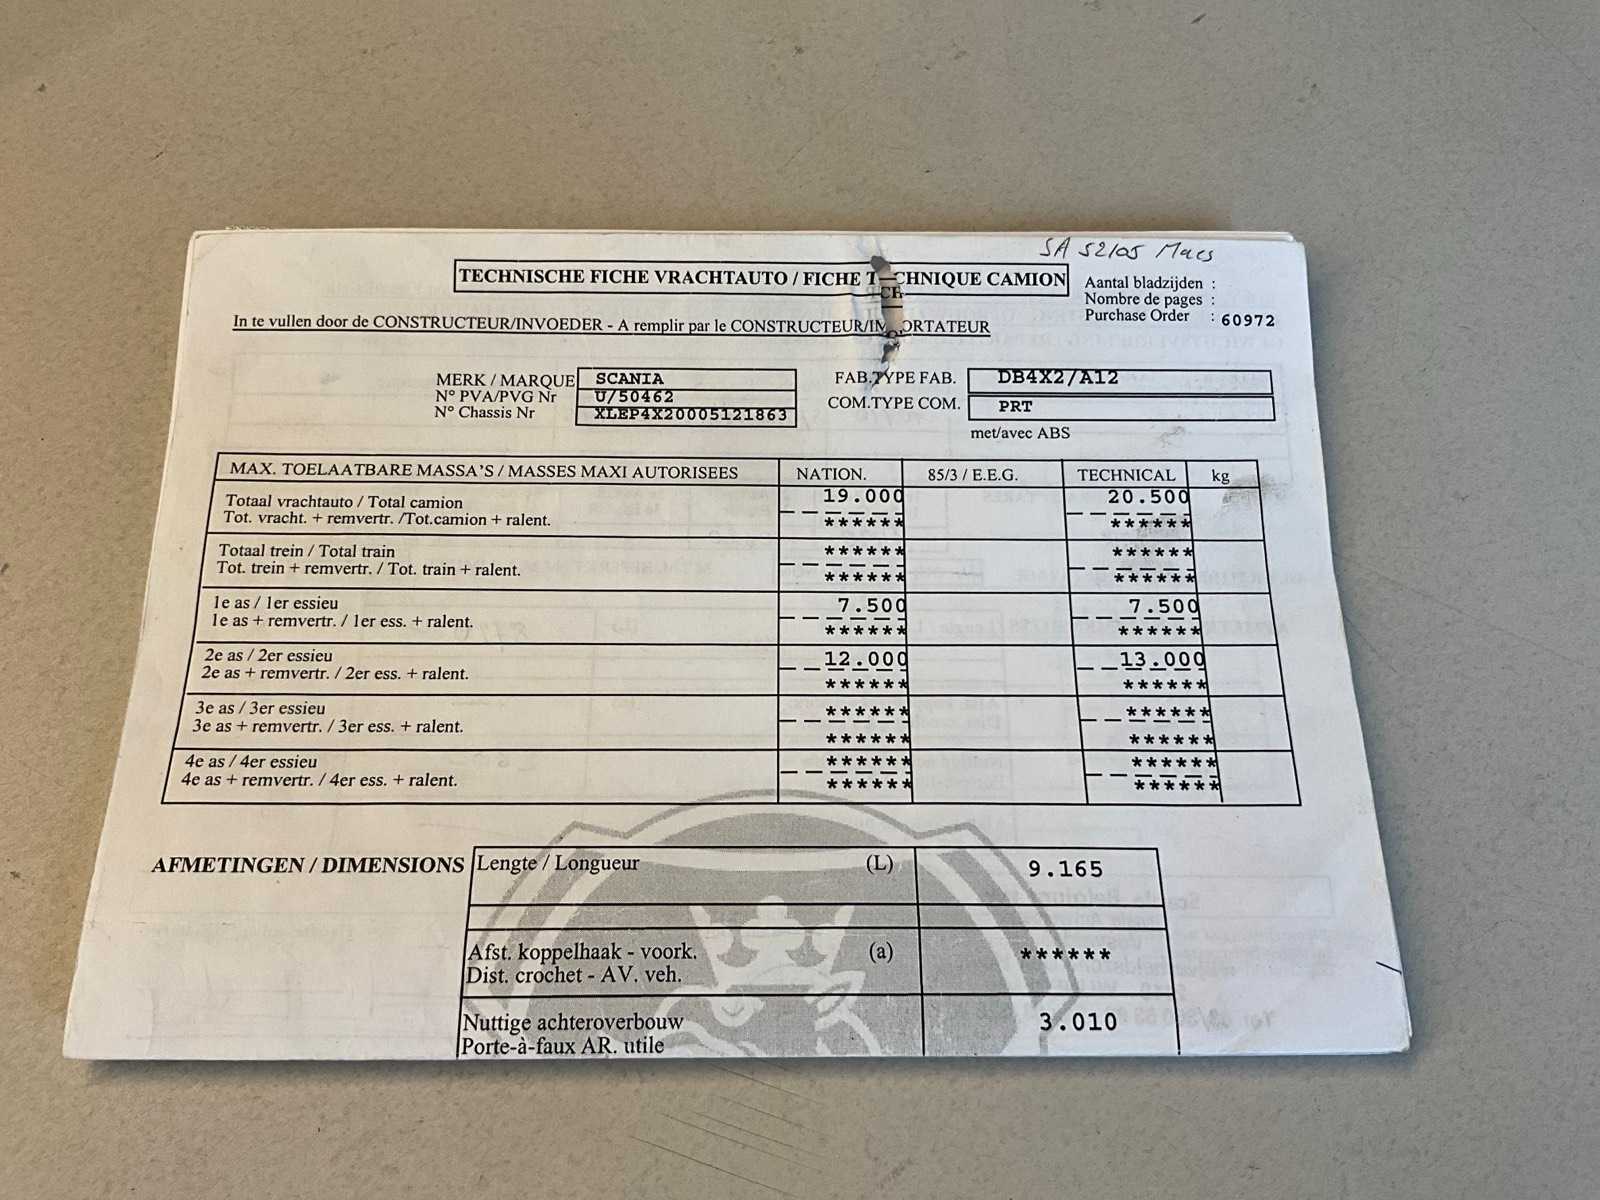 SA 52/05 Maes
TECHNISCHE FICHE VRACHTAUTO / FICHE TECHNIQUE CAMION
Aantal bladzijden :
Nombre de pages :
Purchase Order : 60972
In te vullen door de CONSTRUCTEUR/INVOEDER - A remplir par le CONSTRUCTEUR/IMPORTATEUR
MERK / MARQUE SCANIA
N° PVA/PVG Nr U/50462
N° Chassis Nr XLEP4X20005121863
FAB.TYPE FAB. DB4X2/A12
COM.TYPE COM. PRT
met/avec ABS
MAX. TOELAATBARE MASSA'S / MASSES MAXI AUTORISEES NATION. 85/3 / E.E.G. TECHNICAL kg
Totaal vrachtauto / Total camion 19.000 20.500
Tot. vracht. + remvertr. /Tot.camion + ralent. ****** ******
Totaal trein / Total train ****** ******
Tot. trein + remvertr. / Tot. train + ralent. ****** ******
1e as / 1er essieu 7.500 7.500
1e as + remvertr. / 1er ess. + ralent. ****** ******
2e as / 2er essieu 12.000 13.000
2e as + remvertr. / 2er ess. + ralent. ****** ******
3e as / 3er essieu ****** ******
3e as + remvertr. / 3er ess. + ralent. ****** ******
4e as / 4er essieu ****** ******
4e as + remvertr. / 4er ess. + ralent. ****** ******
AFMETINGEN / DIMENSIONS
Lengte / Longueur (L) 9.165
Afst. koppelhaak - voork. (a) ******
Dist. crochet - AV. veh.
Nuttige achteroverbouw 3.010
Porte-à-faux AR. utile